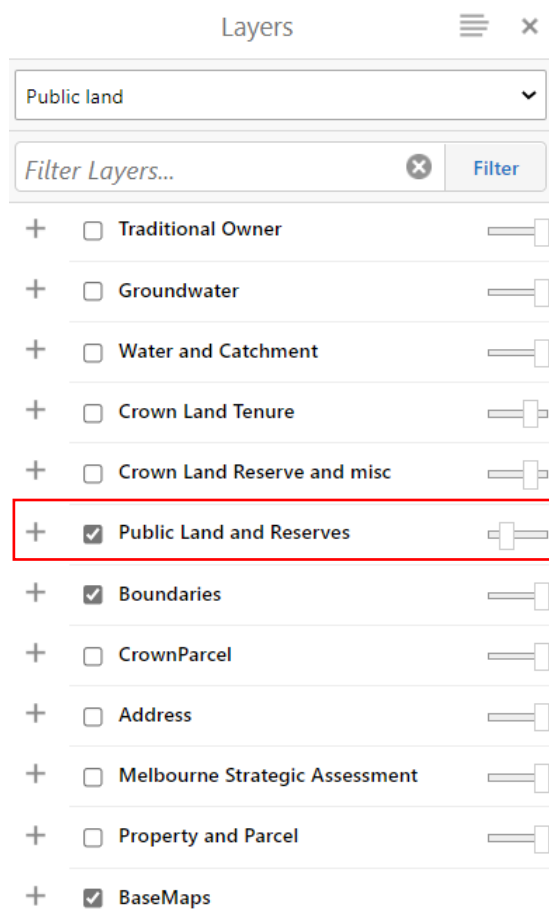 Layers
Public land
Filter Layers...
Filter
Traditional Owner
Groundwater
Water and Catchment
Crown Land Tenure
Crown Land Reserve and misc
Public Land and Reserves
Boundaries
CrownParcel
Address
Melbourne Strategic Assessment
Property and Parcel
BaseMaps